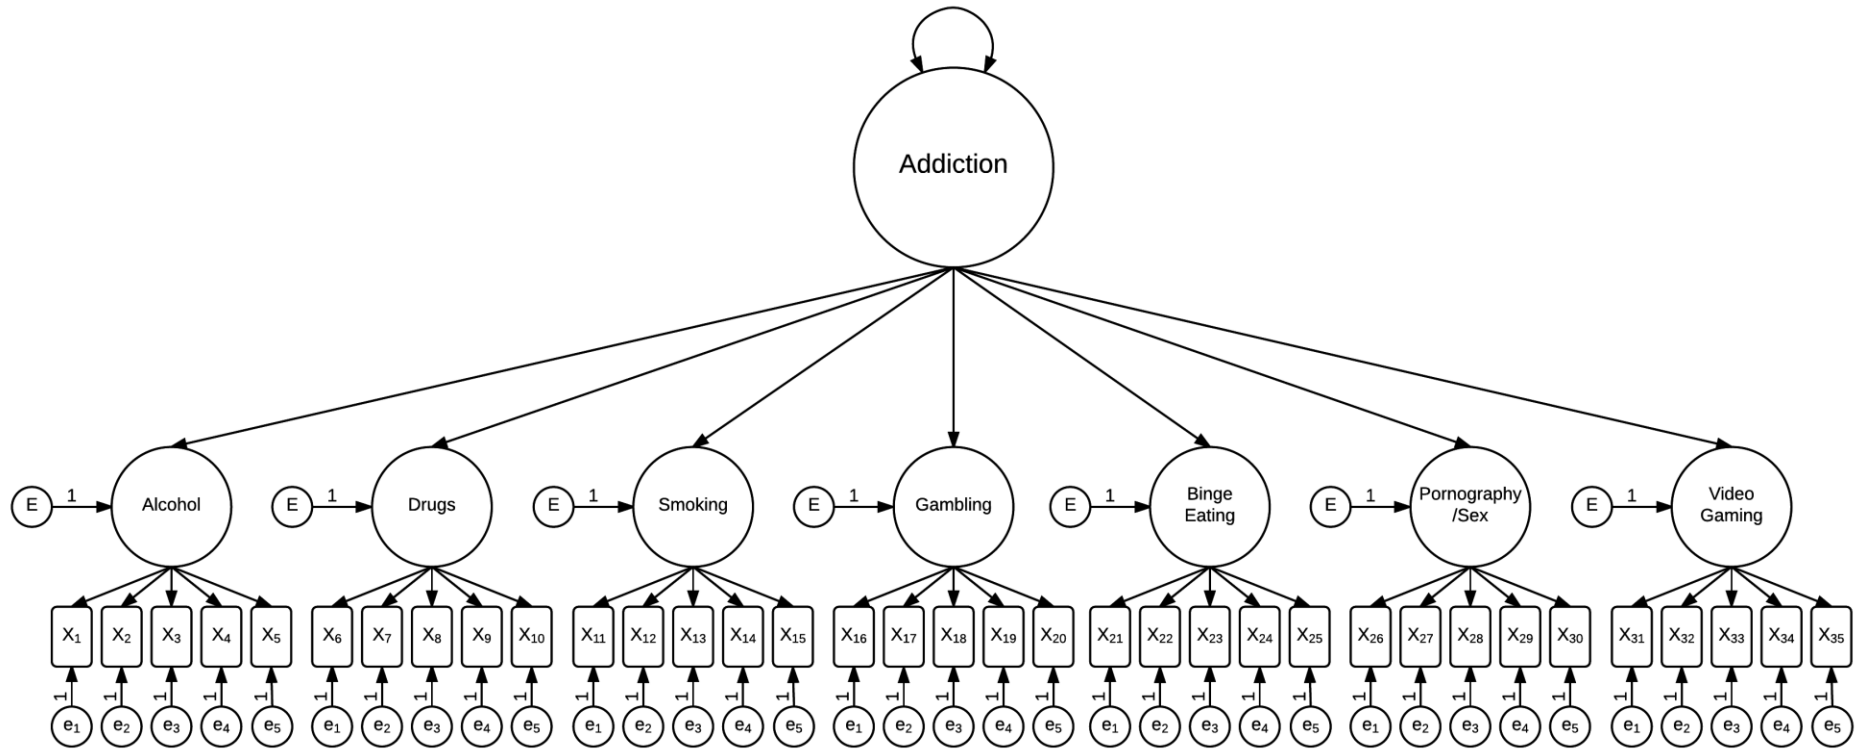 Addiction
E 1 Alcohol E 1 Drugs E 1 Smoking E 1 Gambling E 1 Binge Eating E 1 Pornography /Sex E 1 Video Gaming
X₁ X₂ X₃ X₄ X₅ X₆ X₇ X₈ X₉ X₁₀ X₁₁ X₁₂ X₁₃ X₁₄ X₁₅ X₁₆ X₁₇ X₁₈ X₁₉ X₂₀ X₂₁ X₂₂ X₂₃ X₂₄ X₂₅ X₂₆ X₂₇ X₂₈ X₂₉ X₃₀ X₃₁ X₃₂ X₃₃ X₃₄ X₃₅
1 1 1 1 1 1 1 1 1 1 1 1 1 1 1 1 1 1 1 1 1 1 1 1 1 1 1 1 1 1 1 1 1 1 1
e₁ e₂ e₃ e₄ e₅ e₁ e₂ e₃ e₄ e₅ e₁ e₂ e₃ e₄ e₅ e₁ e₂ e₃ e₄ e₅ e₁ e₂ e₃ e₄ e₅ e₁ e₂ e₃ e₄ e₅ e₁ e₂ e₃ e₄ e₅